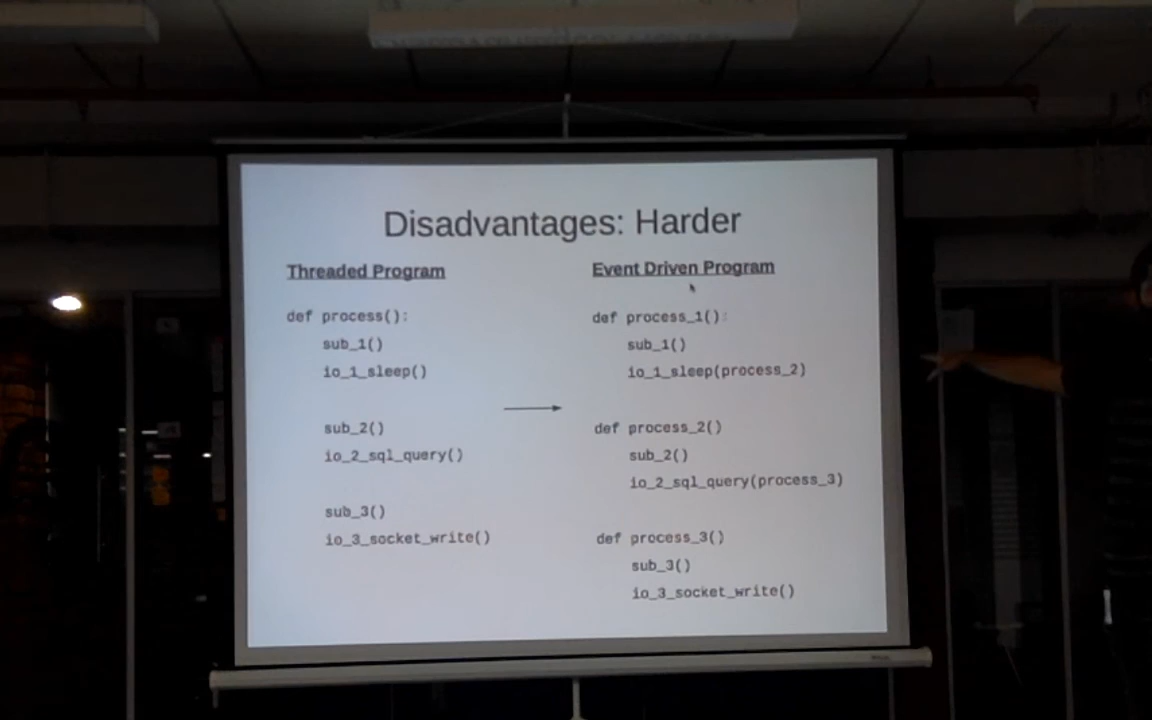 Disadvantages: Harder
Threaded Program
def process():
sub_1()
io_1_sleep()
sub_2()
io_2_sql_query()
sub_3()
io_3_socket_write()
Event Driven Program
def process_1():
sub_1()
io_1_sleep(process_2)
def process_2()
sub_2()
io_2_sql_query(process_3)
def process_3()
sub_3()
io_3_socket_write()